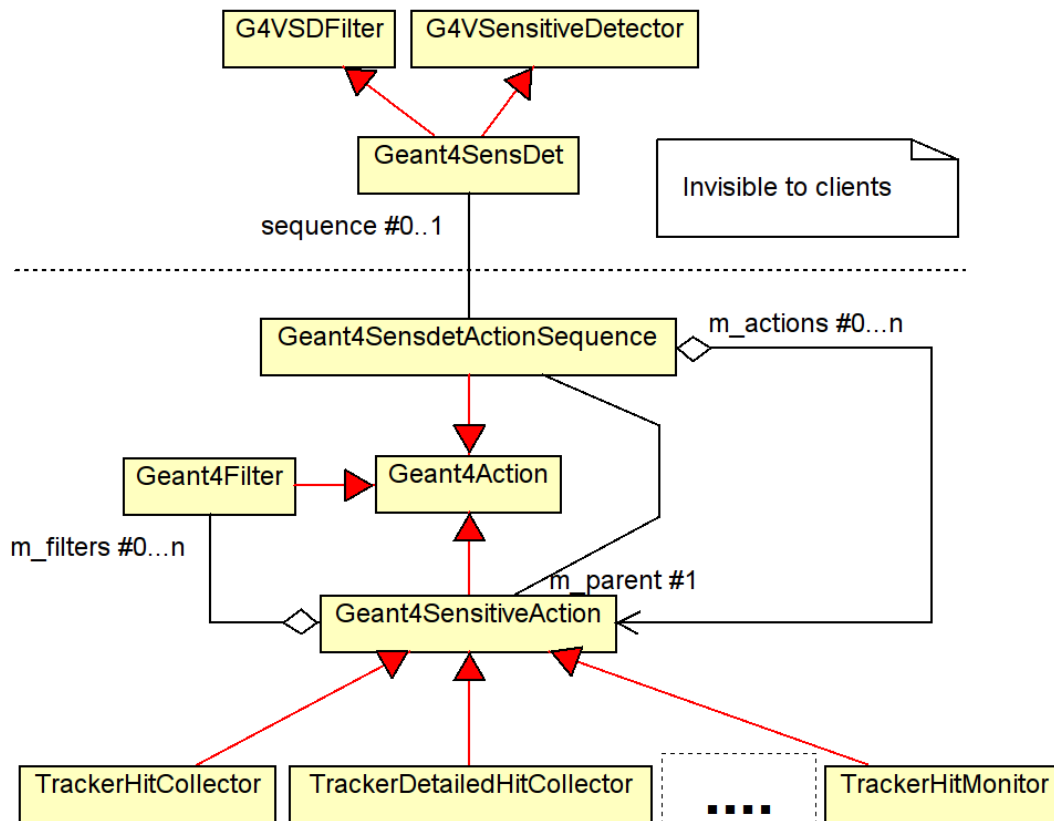 G4VSDFilter
G4VSensitiveDetector
Geant4SensDet
Invisible to clients
sequence #0..1
m_actions #0...n
Geant4SensdetActionSequence
Geant4Filter
Geant4Action
m_filters #0...n
m_parent #1
Geant4SensitiveAction
TrackerHitCollector
TrackerDetailedHitCollector
....
TrackerHitMonitor